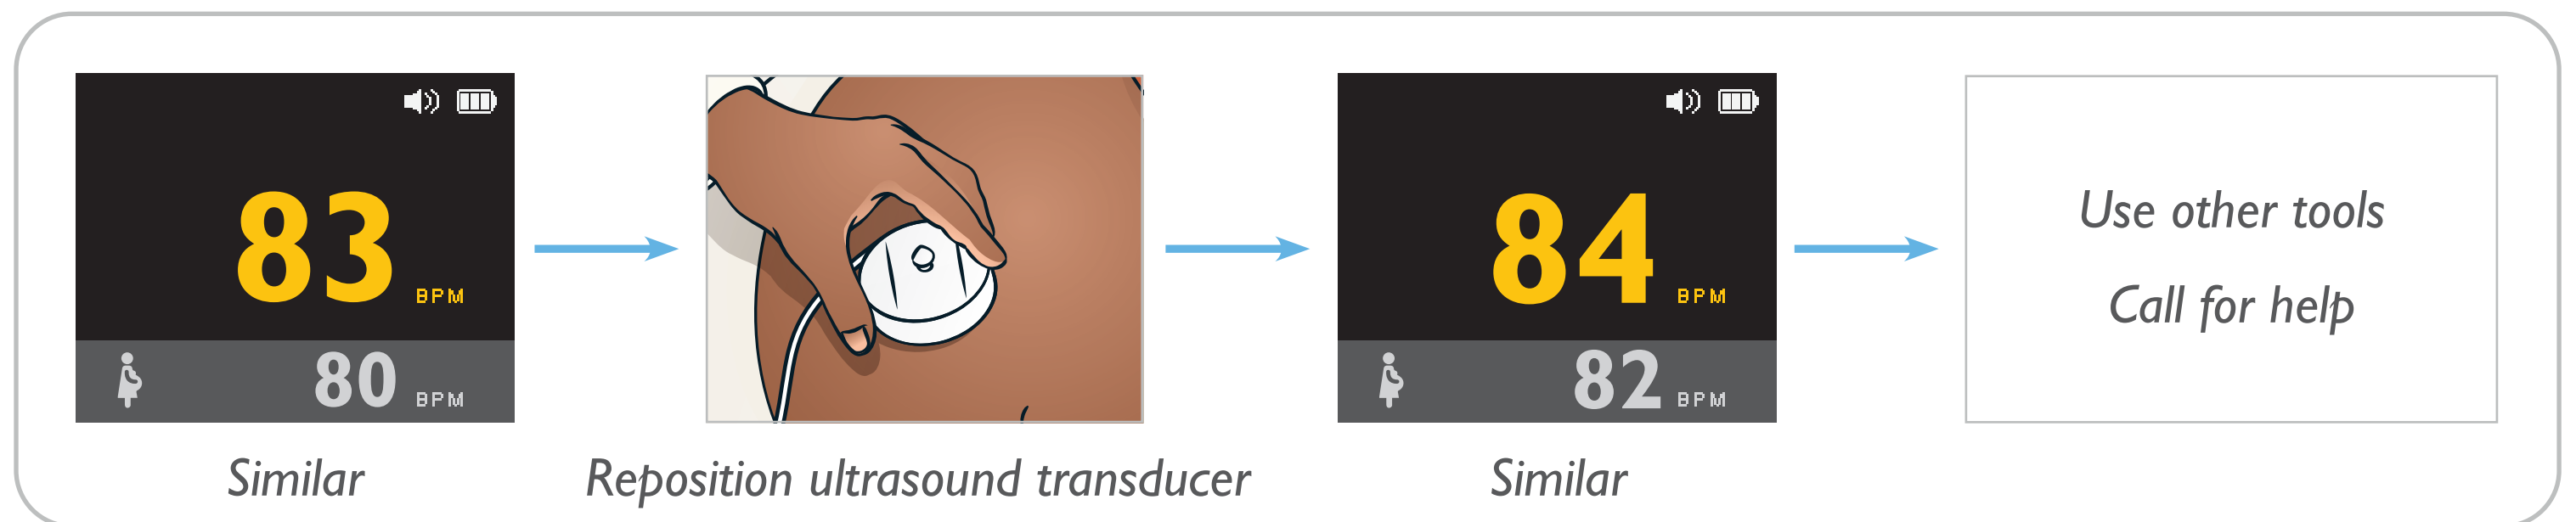 83 BPM
80 BPM
Similar
Reposition ultrasound transducer
84 BPM
82 BPM
Similar
Use other tools
Call for help